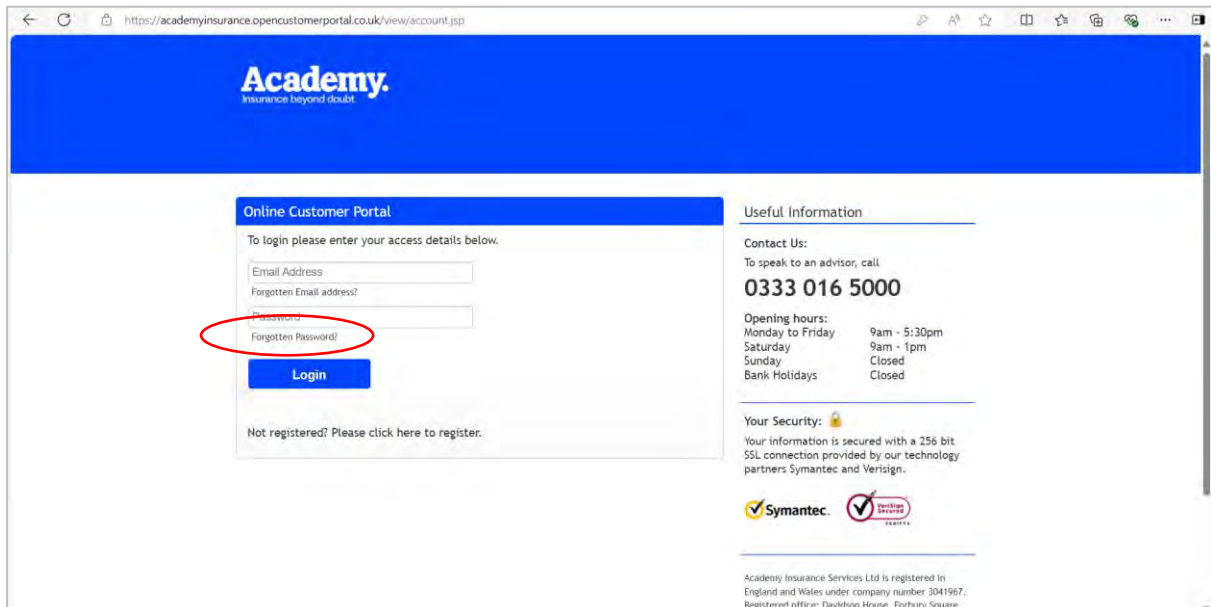 https://academyinsurance.opencustomerportal.co.uk/view/account.jsp
Academy.
Insurance beyond doubt.
Online Customer Portal
To login please enter your access details below.
Email Address
Forgotten Email address?
Password
Forgotten Password?
Login
Not registered? Please click here to register.
Useful Information
Contact Us:
To speak to an advisor, call
0333 016 5000
Opening hours:
Monday to Friday 9am - 5:30pm
Saturday 9am - 1pm
Sunday Closed
Bank Holidays Closed
Your Security:
Your information is secured with a 256 bit
SSL connection provided by our technology
partners Symantec and Verisign.
Symantec.
VeriSign
Secured
VERIFY
Academy Insurance Services Ltd is registered in
England and Wales under company number 3041967.
Registered office: Davidson House, Forbury Square,